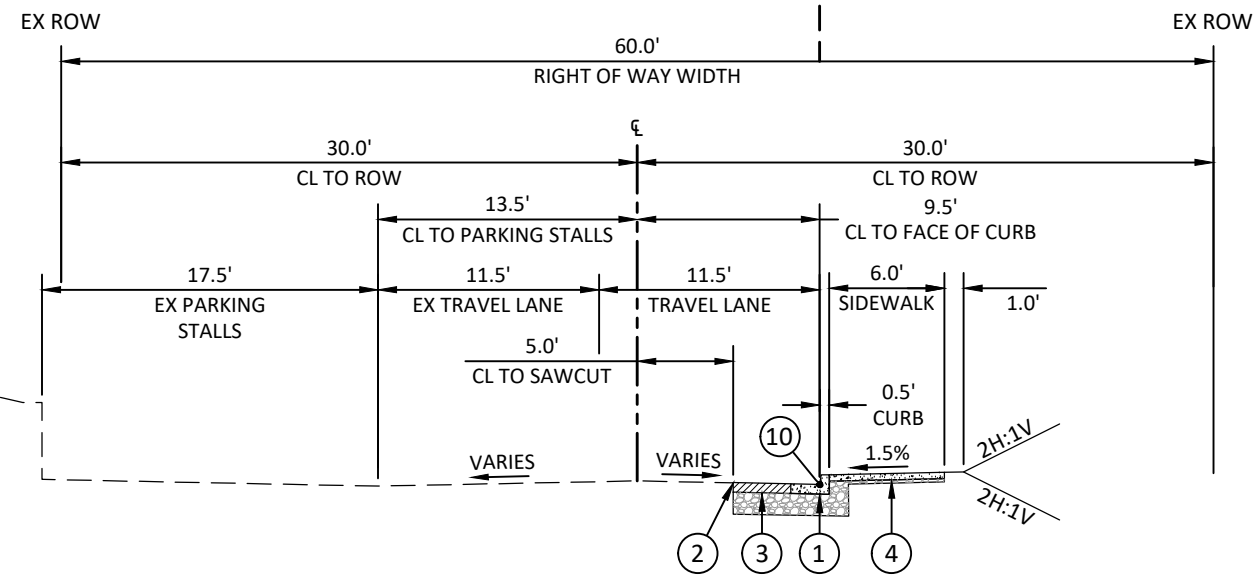 EX ROW
EX ROW
60.0'
RIGHT OF WAY WIDTH
℄
30.0'
CL TO ROW
30.0'
CL TO ROW
13.5'
CL TO PARKING STALLS
9.5'
CL TO FACE OF CURB
17.5'
EX PARKING
STALLS
11.5'
EX TRAVEL LANE
11.5'
TRAVEL LANE
6.0'
SIDEWALK
1.0'
5.0'
CL TO SAWCUT
0.5'
CURB
10
VARIES
VARIES
1.5%
2H:1V
2H:1V
2
3
1
4